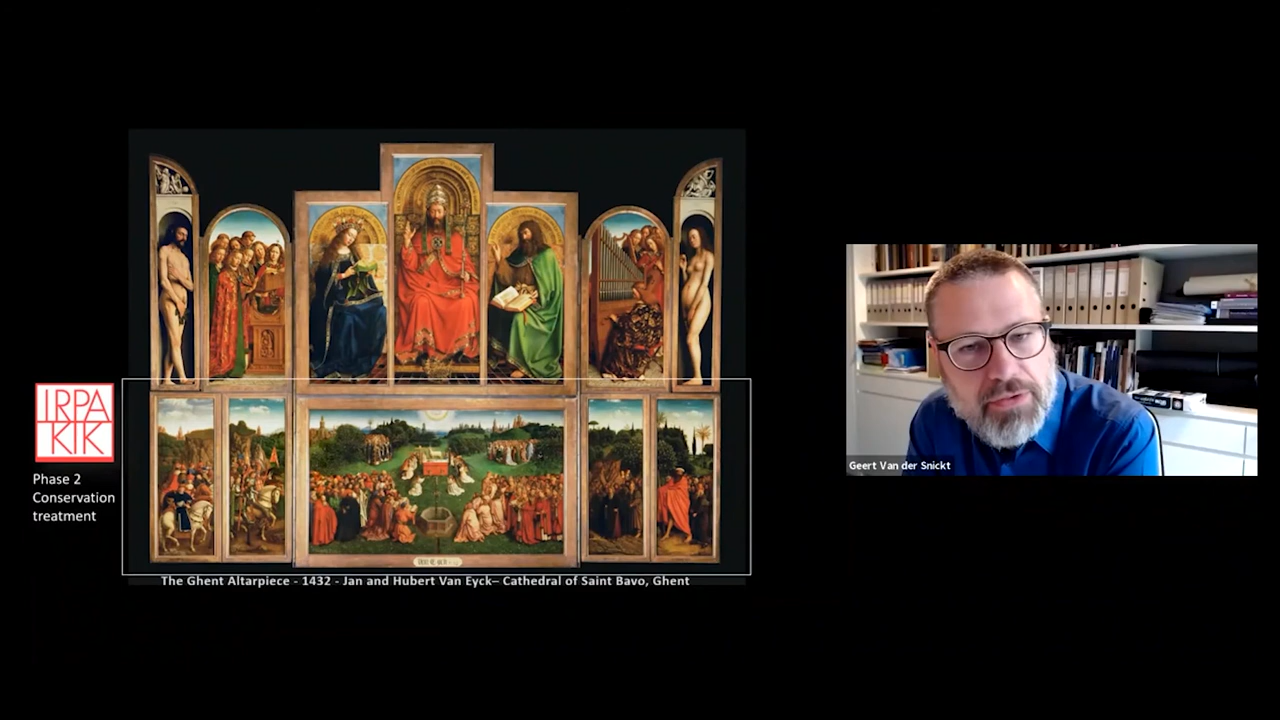 IRPA
KIK
Phase 2
Conservation
treatment
The Ghent Altarpiece - 1432 - Jan and Hubert Van Eyck– Cathedral of Saint Bavo, Ghent
Geert Van der Snickt